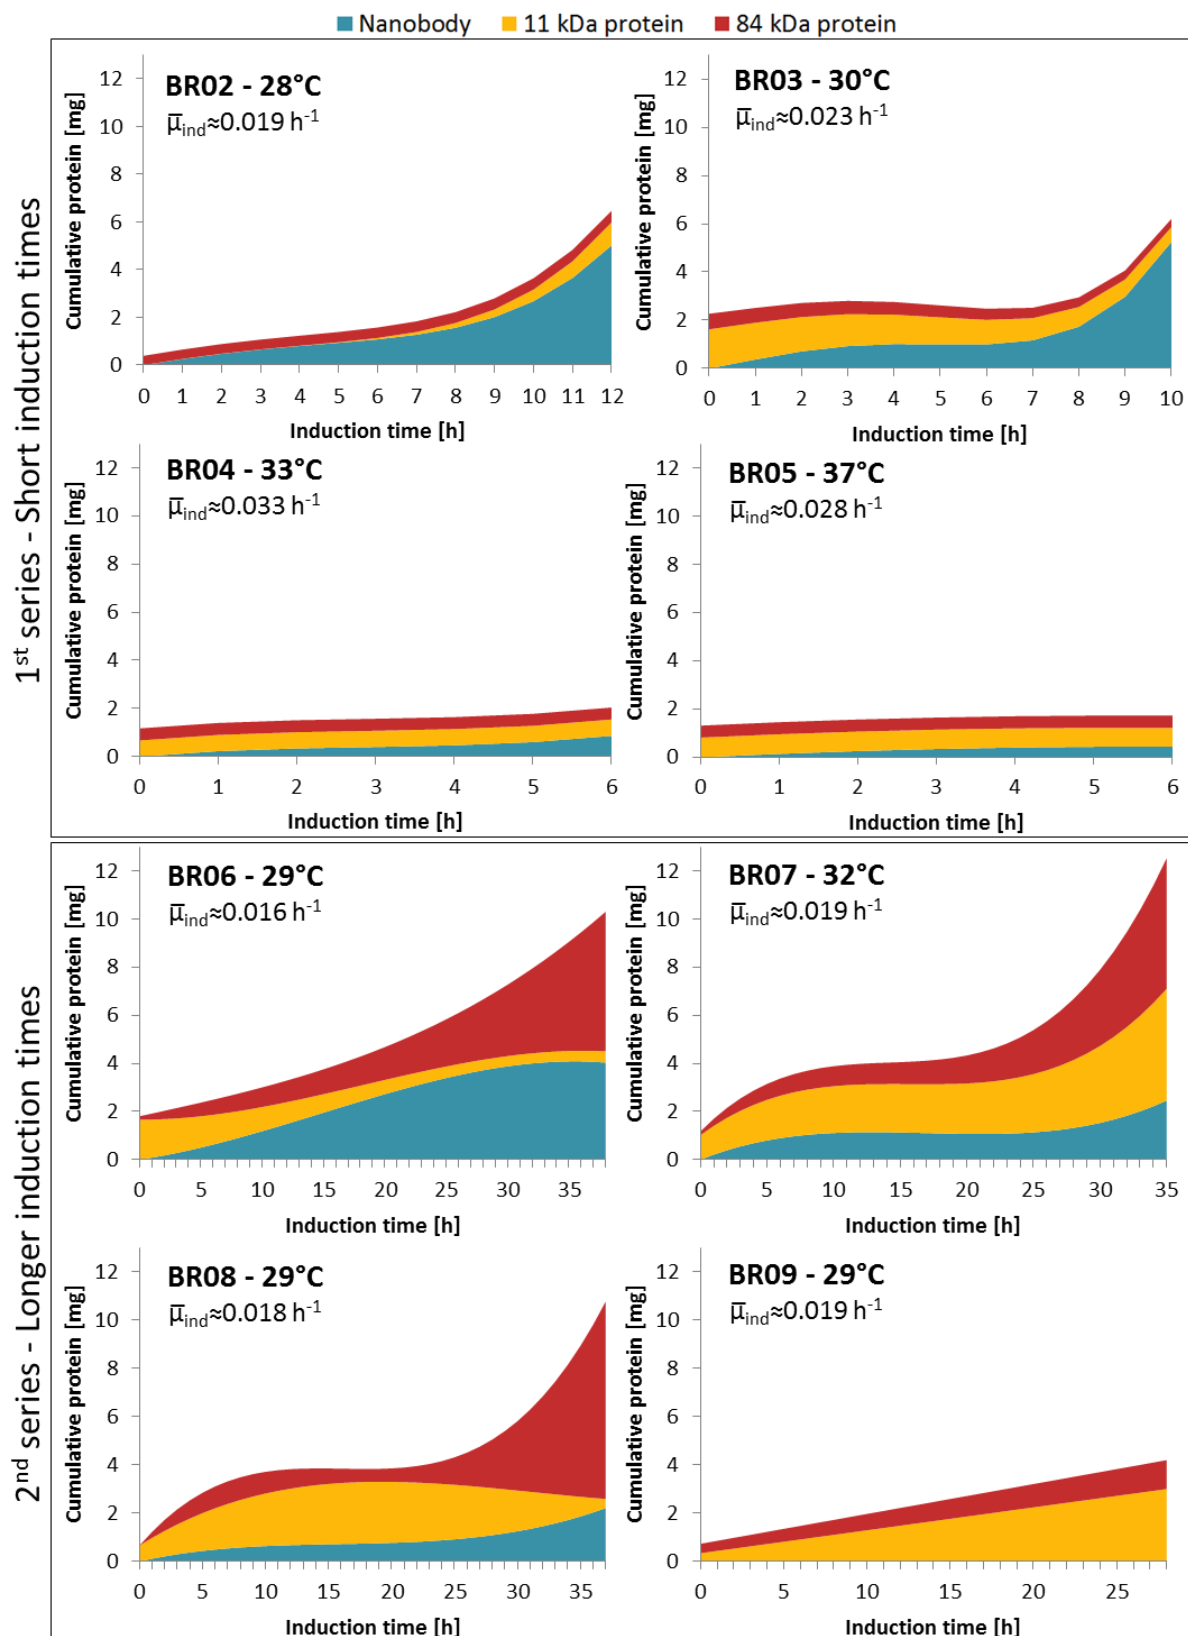 Nanobody 11 kDa protein 84 kDa protein
1st series - Short induction times
BR02 - 28°C
μ̅ind≈0.019 h-1
Cumulative protein [mg]
12
10
8
6
4
2
0
0 1 2 3 4 5 6 7 8 9 10 11 12
Induction time [h]
BR03 - 30°C
μ̅ind≈0.023 h-1
Cumulative protein [mg]
12
10
8
6
4
2
0
0 1 2 3 4 5 6 7 8 9 10
Induction time [h]
BR04 - 33°C
μ̅ind≈0.033 h-1
Cumulative protein [mg]
12
10
8
6
4
2
0
0 1 2 3 4 5 6
Induction time [h]
BR05 - 37°C
μ̅ind≈0.028 h-1
Cumulative protein [mg]
12
10
8
6
4
2
0
0 1 2 3 4 5 6
Induction time [h]
2nd series - Longer induction times
BR06 - 29°C
μ̅ind≈0.016 h-1
Cumulative protein [mg]
12
10
8
6
4
2
0
0 5 10 15 20 25 30 35
Induction time [h]
BR07 - 32°C
μ̅ind≈0.019 h-1
Cumulative protein [mg]
12
10
8
6
4
2
0
0 5 10 15 20 25 30 35
Induction time [h]
BR08 - 29°C
μ̅ind≈0.018 h-1
Cumulative protein [mg]
12
10
8
6
4
2
0
0 5 10 15 20 25 30 35
Induction time [h]
BR09 - 29°C
μ̅ind≈0.019 h-1
Cumulative protein [mg]
12
10
8
6
4
2
0
0 5 10 15 20 25
Induction time [h]